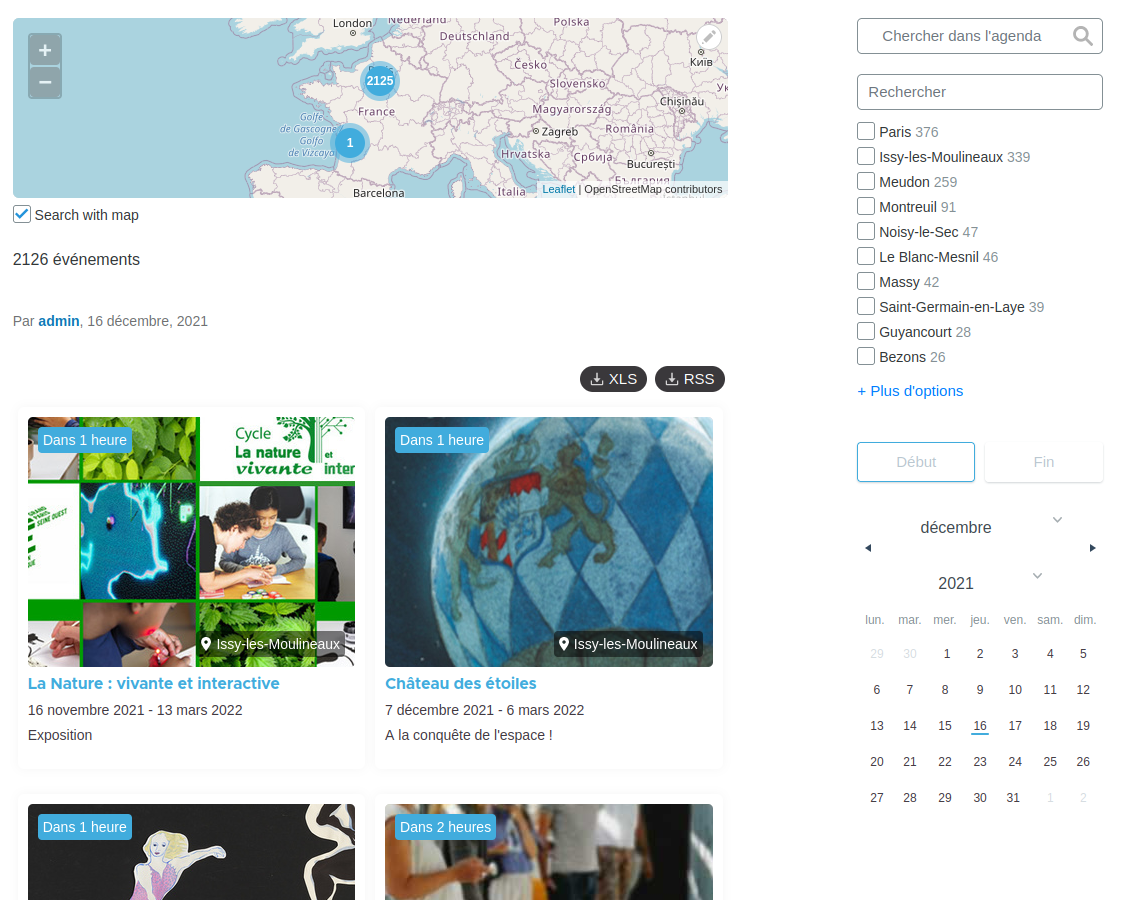 London
Nederland
Polska
Deutschland
Київ
Česko
Slovensko
2125
France
Chișinău
Magyarország
Golfe
de Gascogne
Golfo
de Vizcaya
1
Zagreb
România
Hrvatska
Србија
București
България
Barcelona
Italia
Leaflet | OpenStreetMap contributors
+
−
Search with map
2126 événements
Par admin, 16 décembre, 2021
XLS
RSS
Dans 1 heure
Cycle
La nature et
vivante inter
SEINE OUEST
Issy-les-Moulineaux
La Nature : vivante et interactive
16 novembre 2021 - 13 mars 2022
Exposition
Dans 1 heure
Issy-les-Moulineaux
Château des étoiles
7 décembre 2021 - 6 mars 2022
A la conquête de l'espace !
Dans 1 heure
Dans 2 heures
Chercher dans l'agenda
Rechercher
Paris 376
Issy-les-Moulineaux 339
Meudon 259
Montreuil 91
Noisy-le-Sec 47
Le Blanc-Mesnil 46
Massy 42
Saint-Germain-en-Laye 39
Guyancourt 28
Bezons 26
+ Plus d'options
Début
Fin
décembre
2021
lun. mar. mer. jeu. ven. sam. dim.
29 30 1 2 3 4 5
6 7 8 9 10 11 12
13 14 15 16 17 18 19
20 21 22 23 24 25 26
27 28 29 30 31 1 2